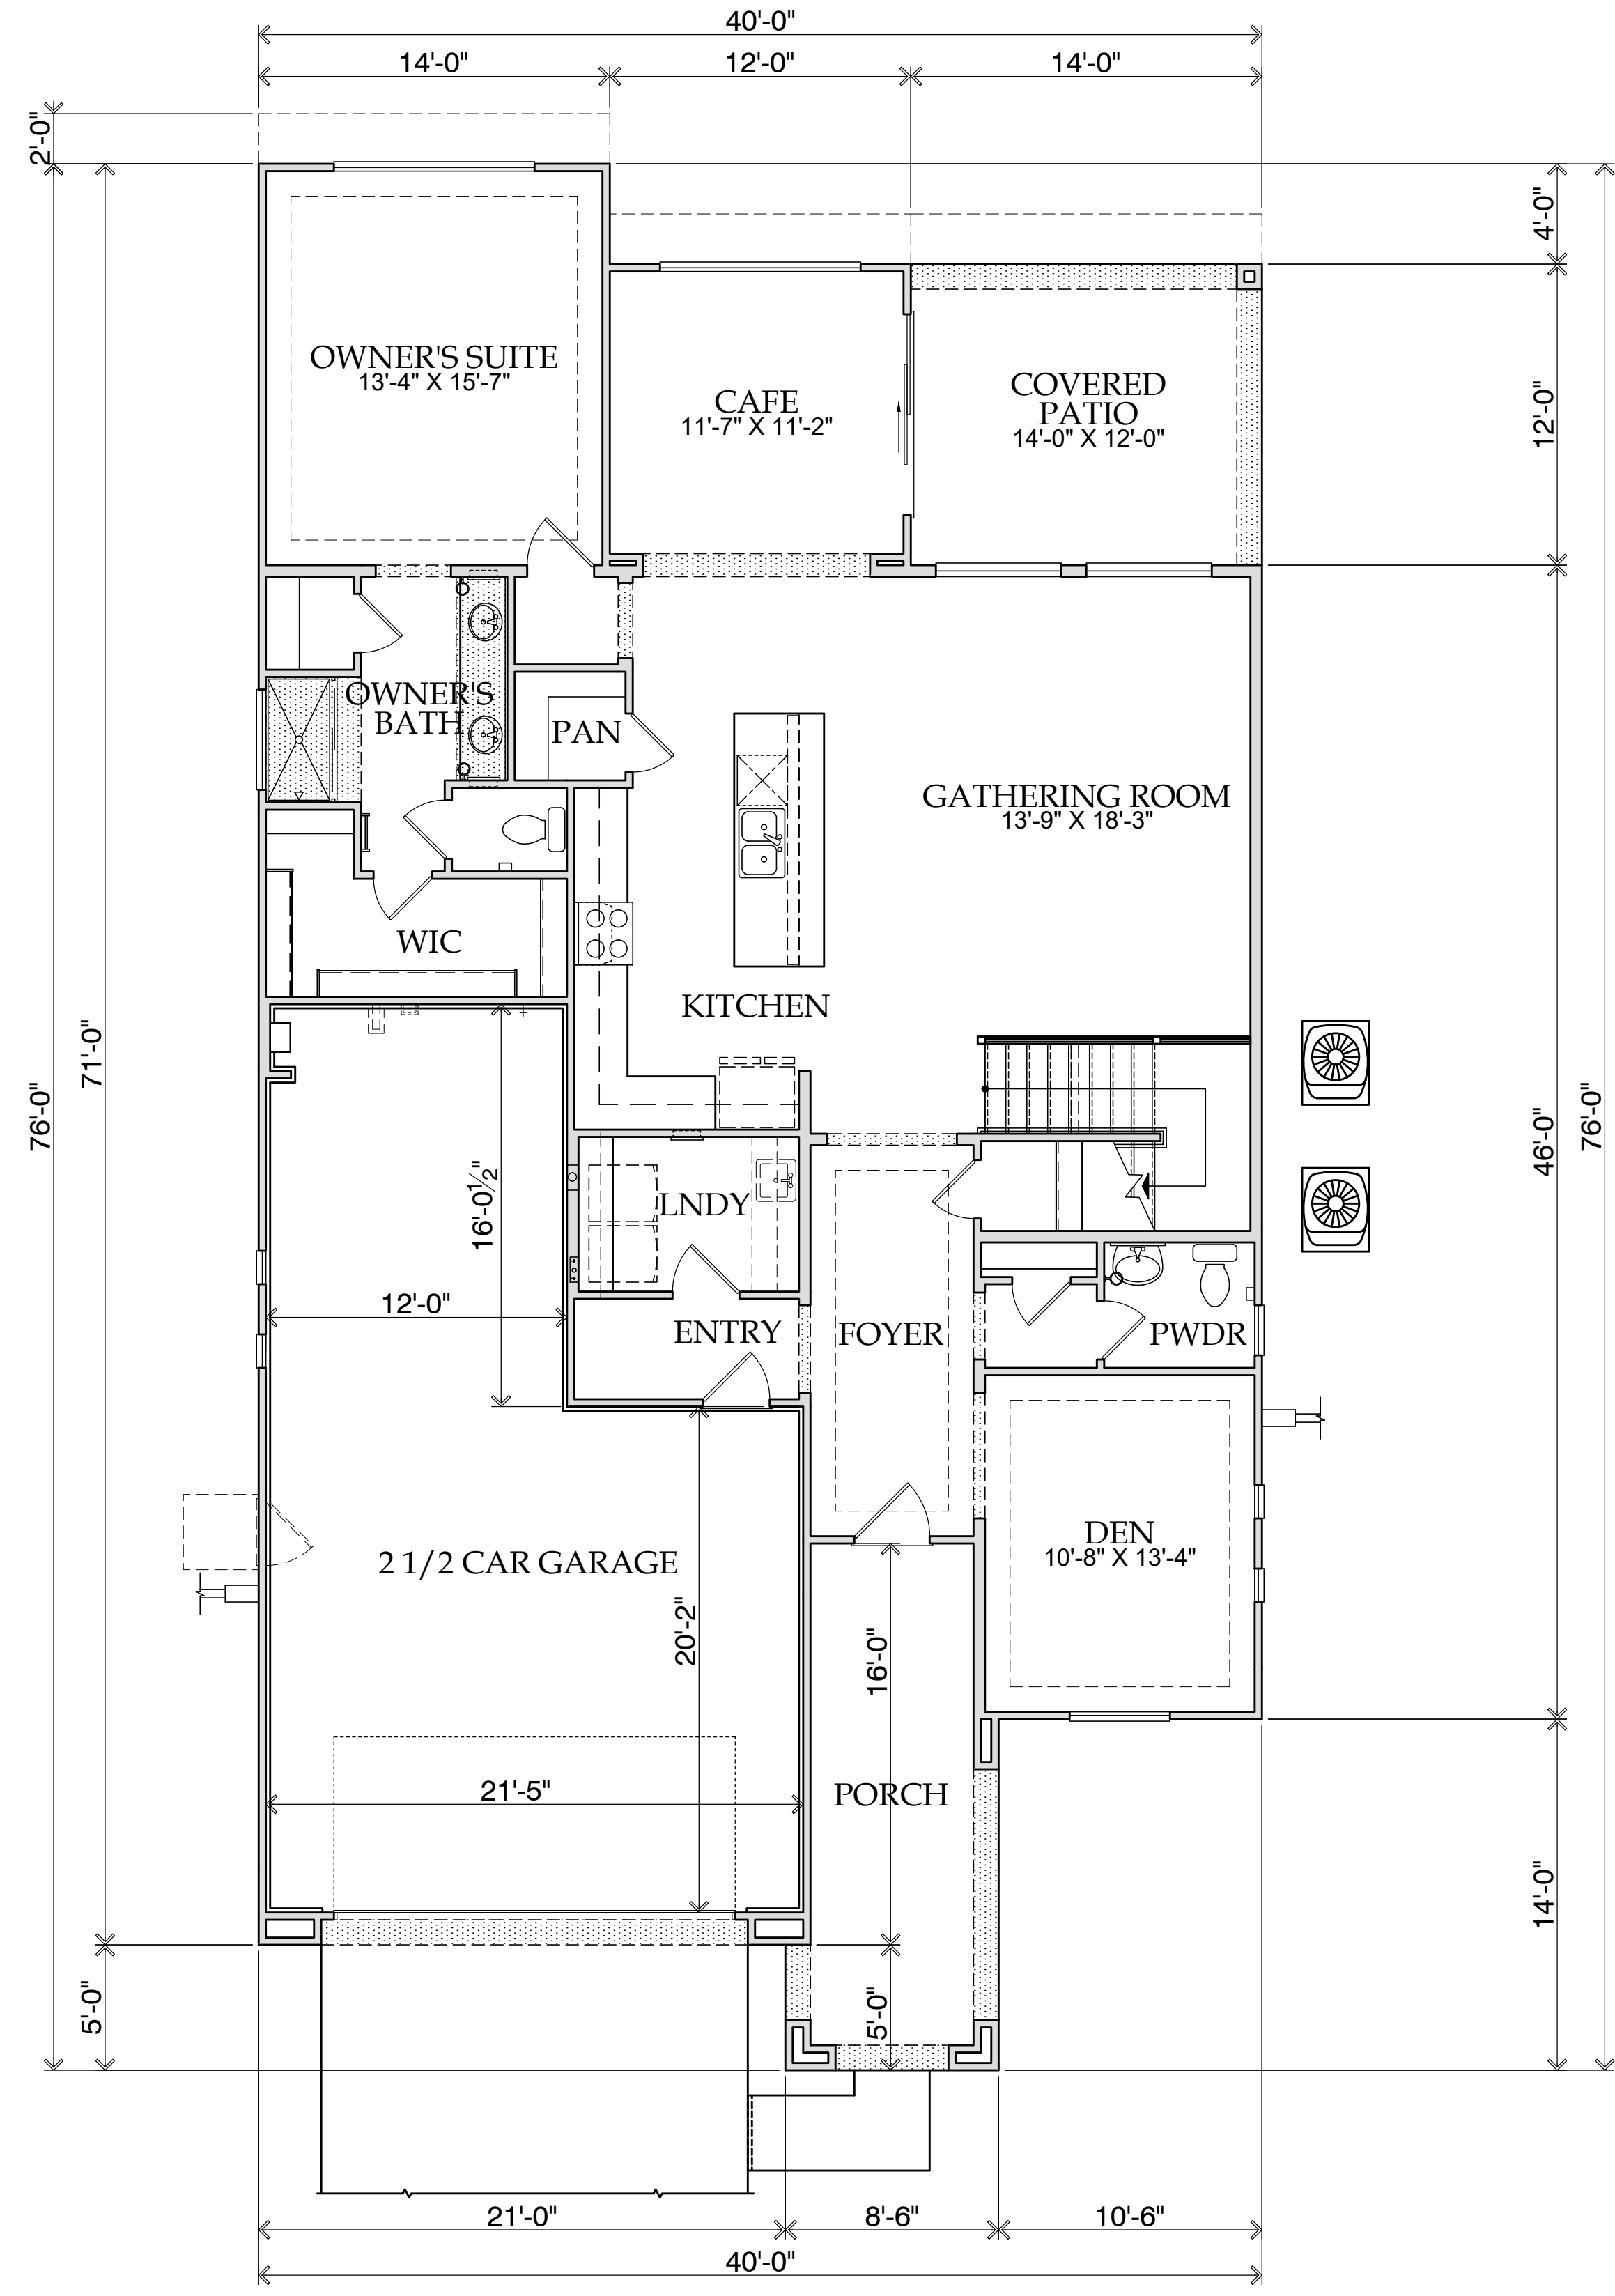 40'-0"
14'-0"
12'-0"
14'-0"
2'-0"
4'-0"
OWNER'S SUITE
13'-4" X 15'-7"
CAFE
11'-7" X 11'-2"
COVERED
PATIO
14'-0" X 12'-0"
12'-0"
OWNER'S
BATH
PAN
GATHERING ROOM
13'-9" X 18'-3"
WIC
KITCHEN
71'-0"
76'-0"
46'-0"
76'-0"
16'-0 1/2"
LNDY
12'-0"
ENTRY
FOYER
PWDR
DEN
10'-8" X 13'-4"
2 1/2 CAR GARAGE
20'-2"
16'-0"
21'-5"
PORCH
14'-0"
5'-0"
5'-0"
21'-0"
8'-6"
10'-6"
40'-0"